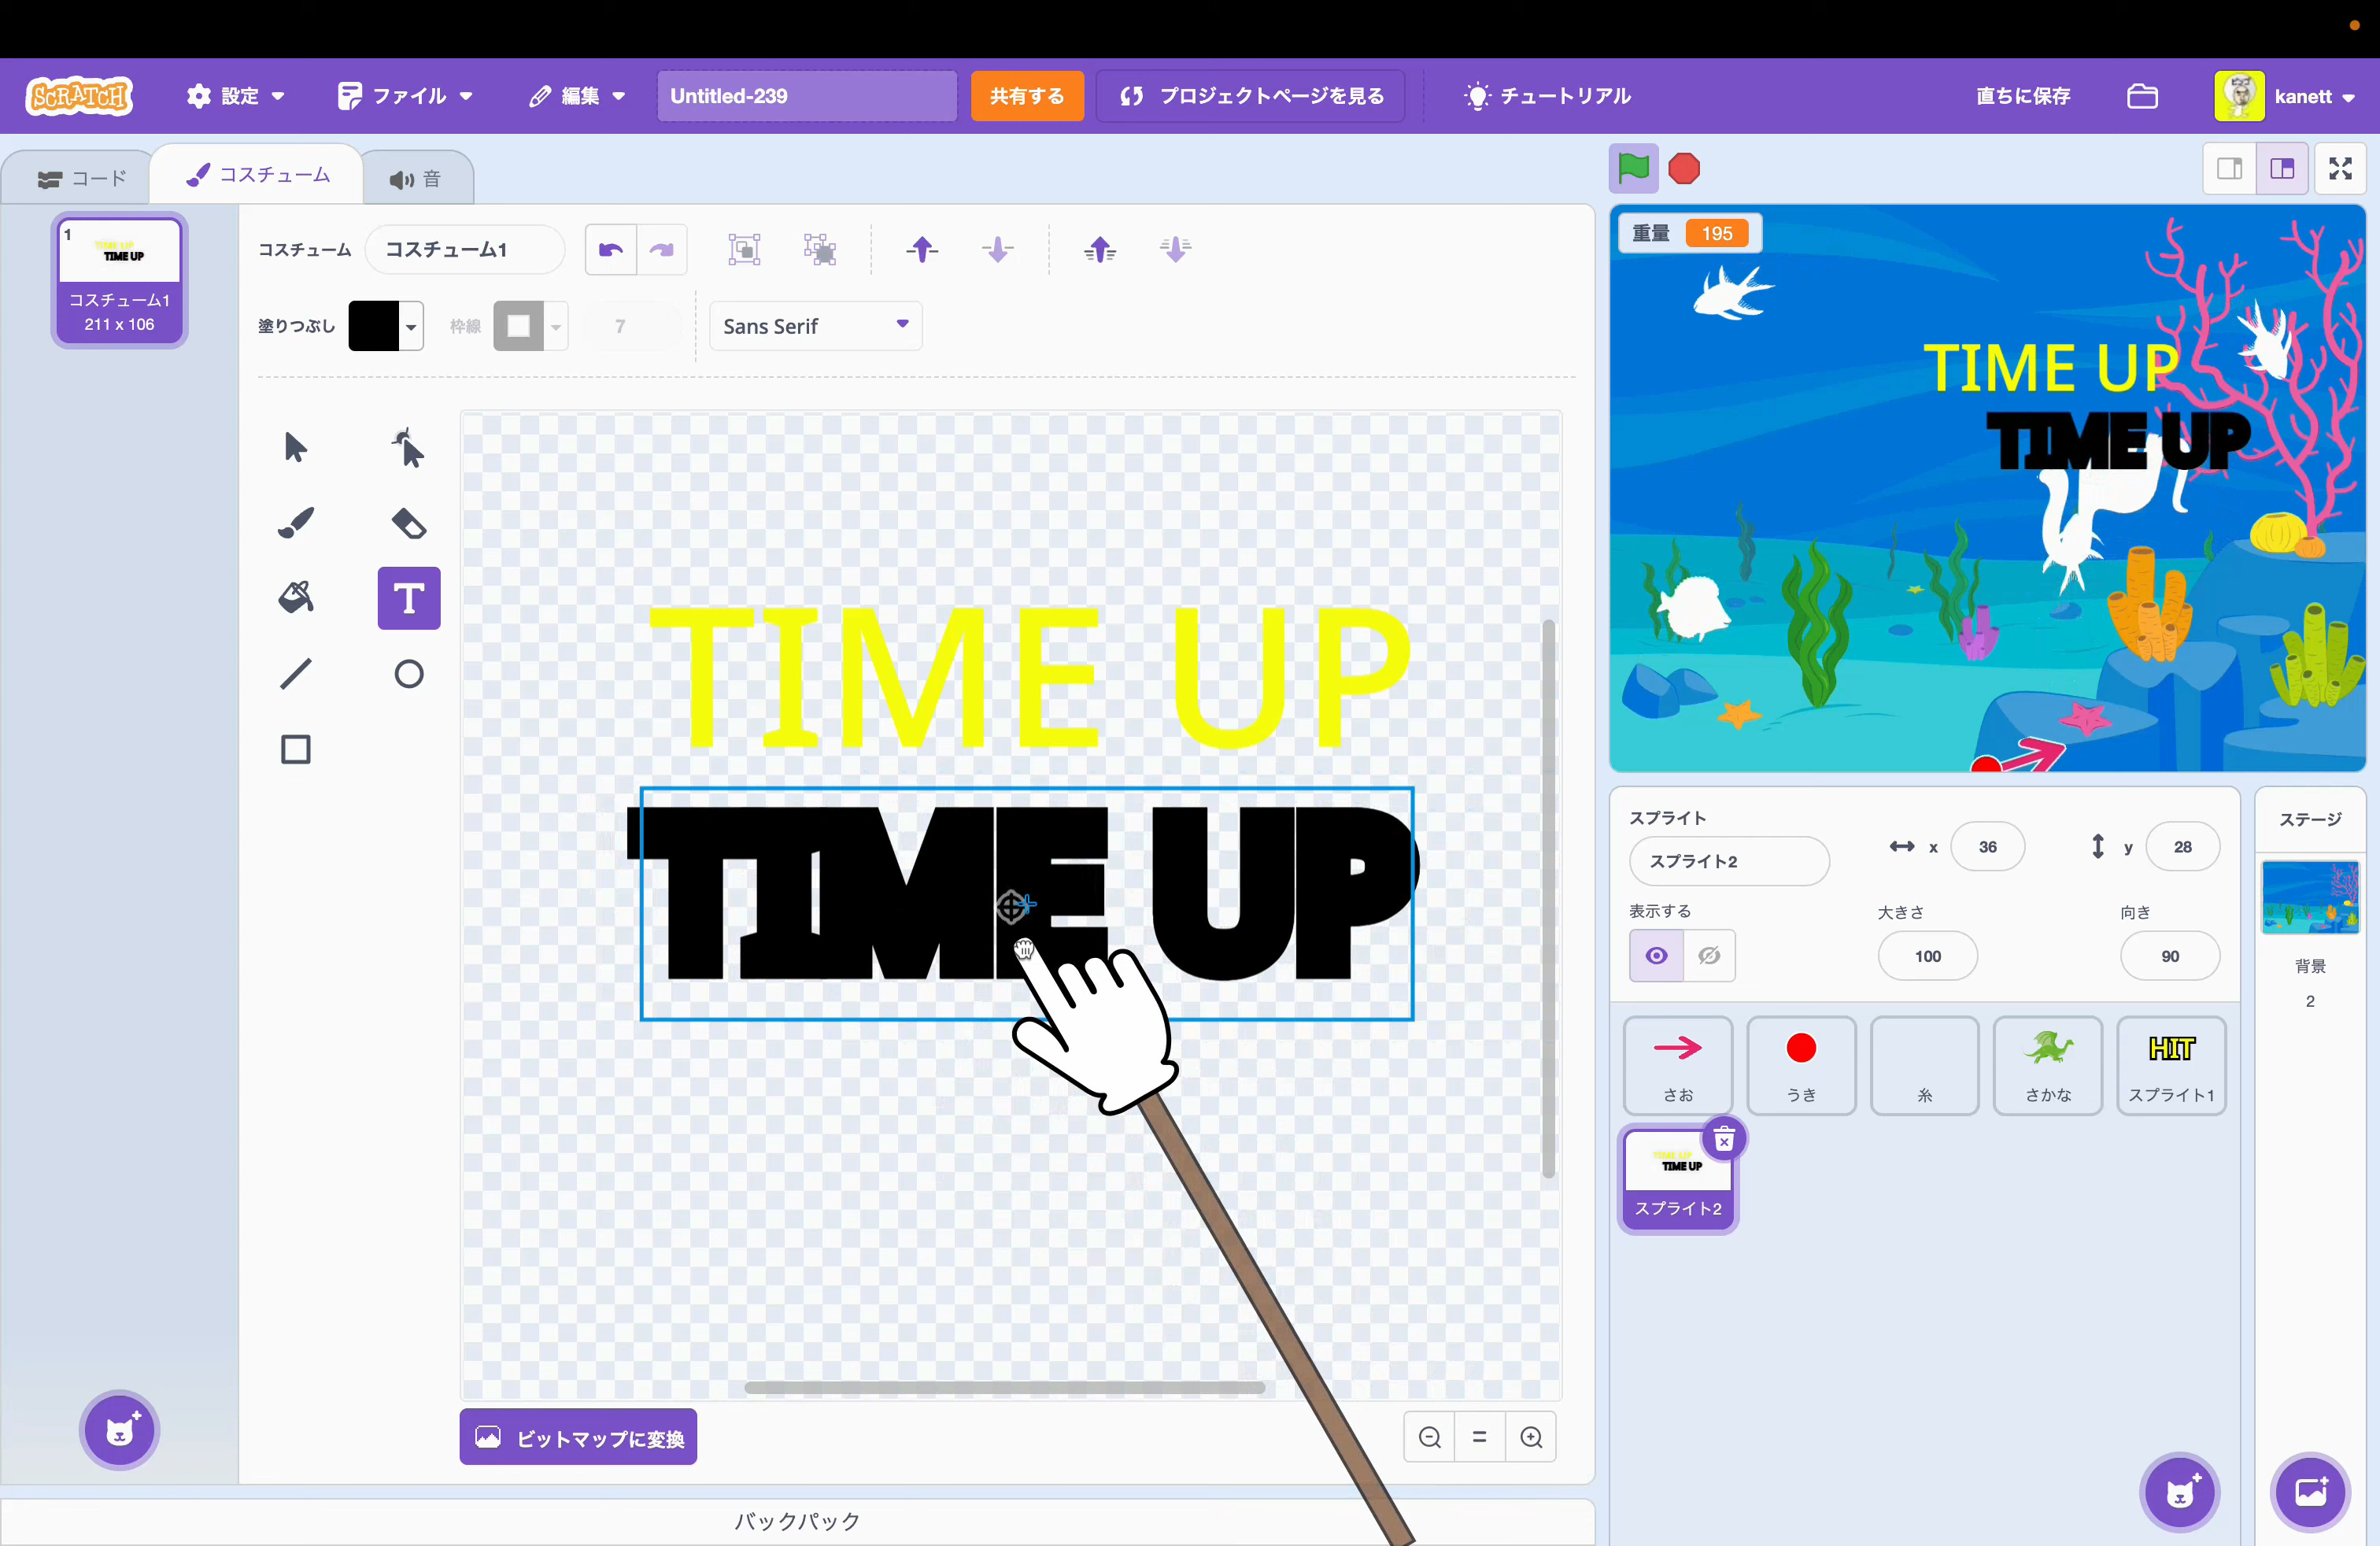 SCRATCH
設定
ファイル
編集
Untitled-239
共有する
プロジェクトページを見る
チュートリアル
直ちに保存
kanett
コード
コスチューム
音
1
TIME UP
TIME UP
コスチューム1
211 x 106
コスチューム
コスチューム1
塗りつぶし
枠線
7
Sans Serif
T
TIME UP
TIME UP
ビットマップに変換
バックパック
重量 195
TIME UP
TIME UP
スプライト
スプライト2
x 36
y 28
表示する
大きさ
100
向き
90
さお
うき
糸
さかな
HIT
スプライト1
TIME UP
TIME UP
スプライト2
ステージ
背景
2